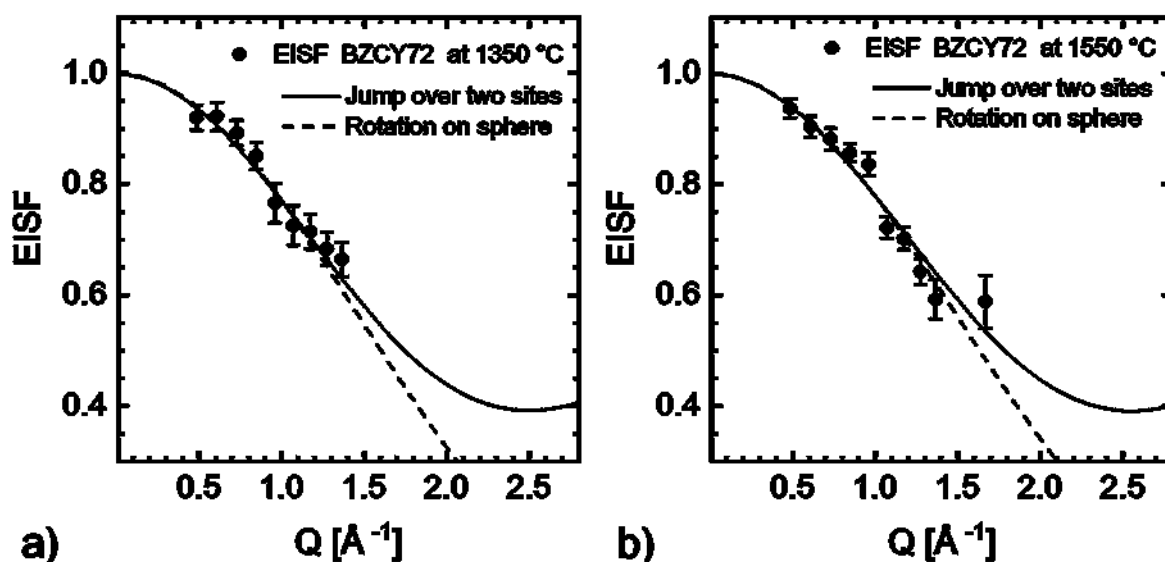 EISF BZCY72 at 1350 °C
Jump over two sites
Rotation on sphere
1.0
0.8
0.6
0.4
EISF
0.5 1.0 1.5 2.0 2.5
Q [Å⁻¹]
a)
EISF BZCY72 at 1550 °C
Jump over two sites
Rotation on sphere
1.0
0.8
0.6
0.4
EISF
0.5 1.0 1.5 2.0 2.5
Q [Å⁻¹]
b)